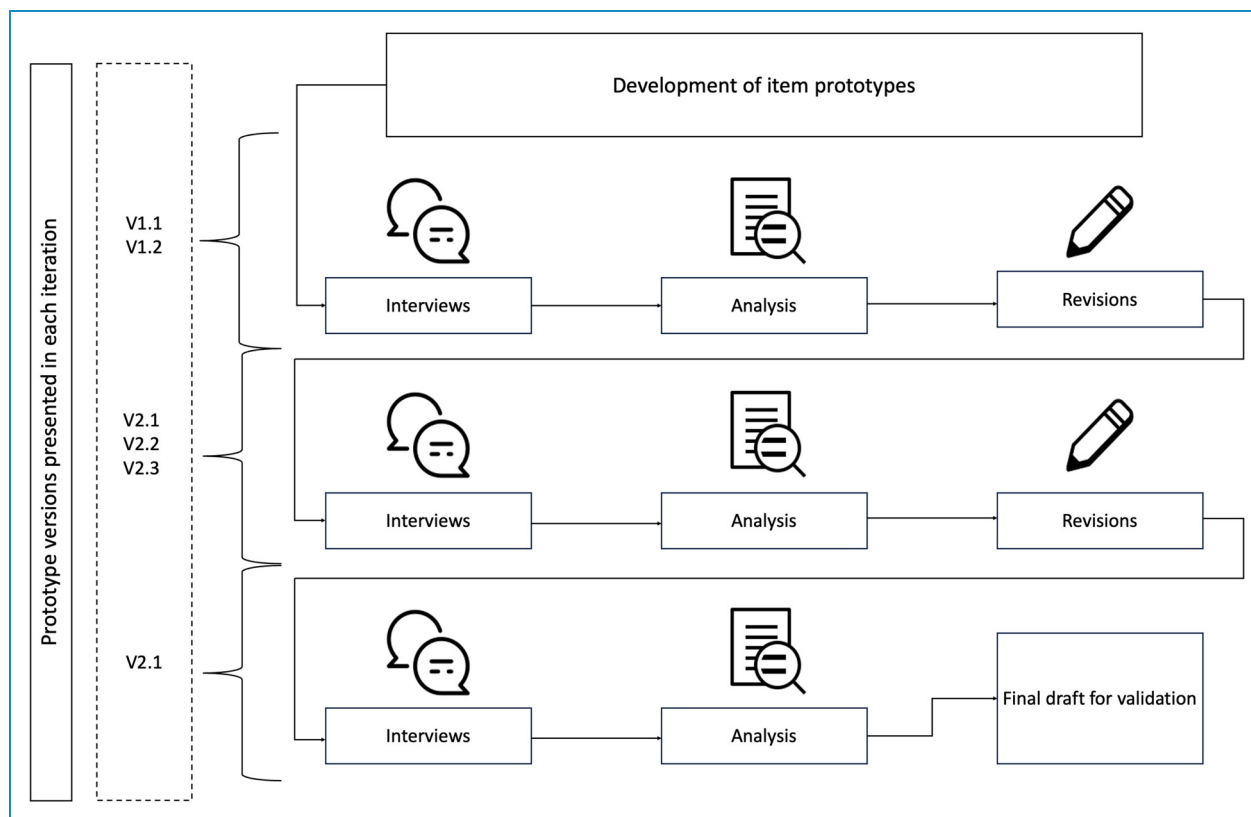 Development of item prototypes
Prototype versions presented in each iteration
V1.1
V1.2
Interviews
Analysis
Revisions
V2.1
V2.2
V2.3
Interviews
Analysis
Revisions
V2.1
Interviews
Analysis
Final draft for validation